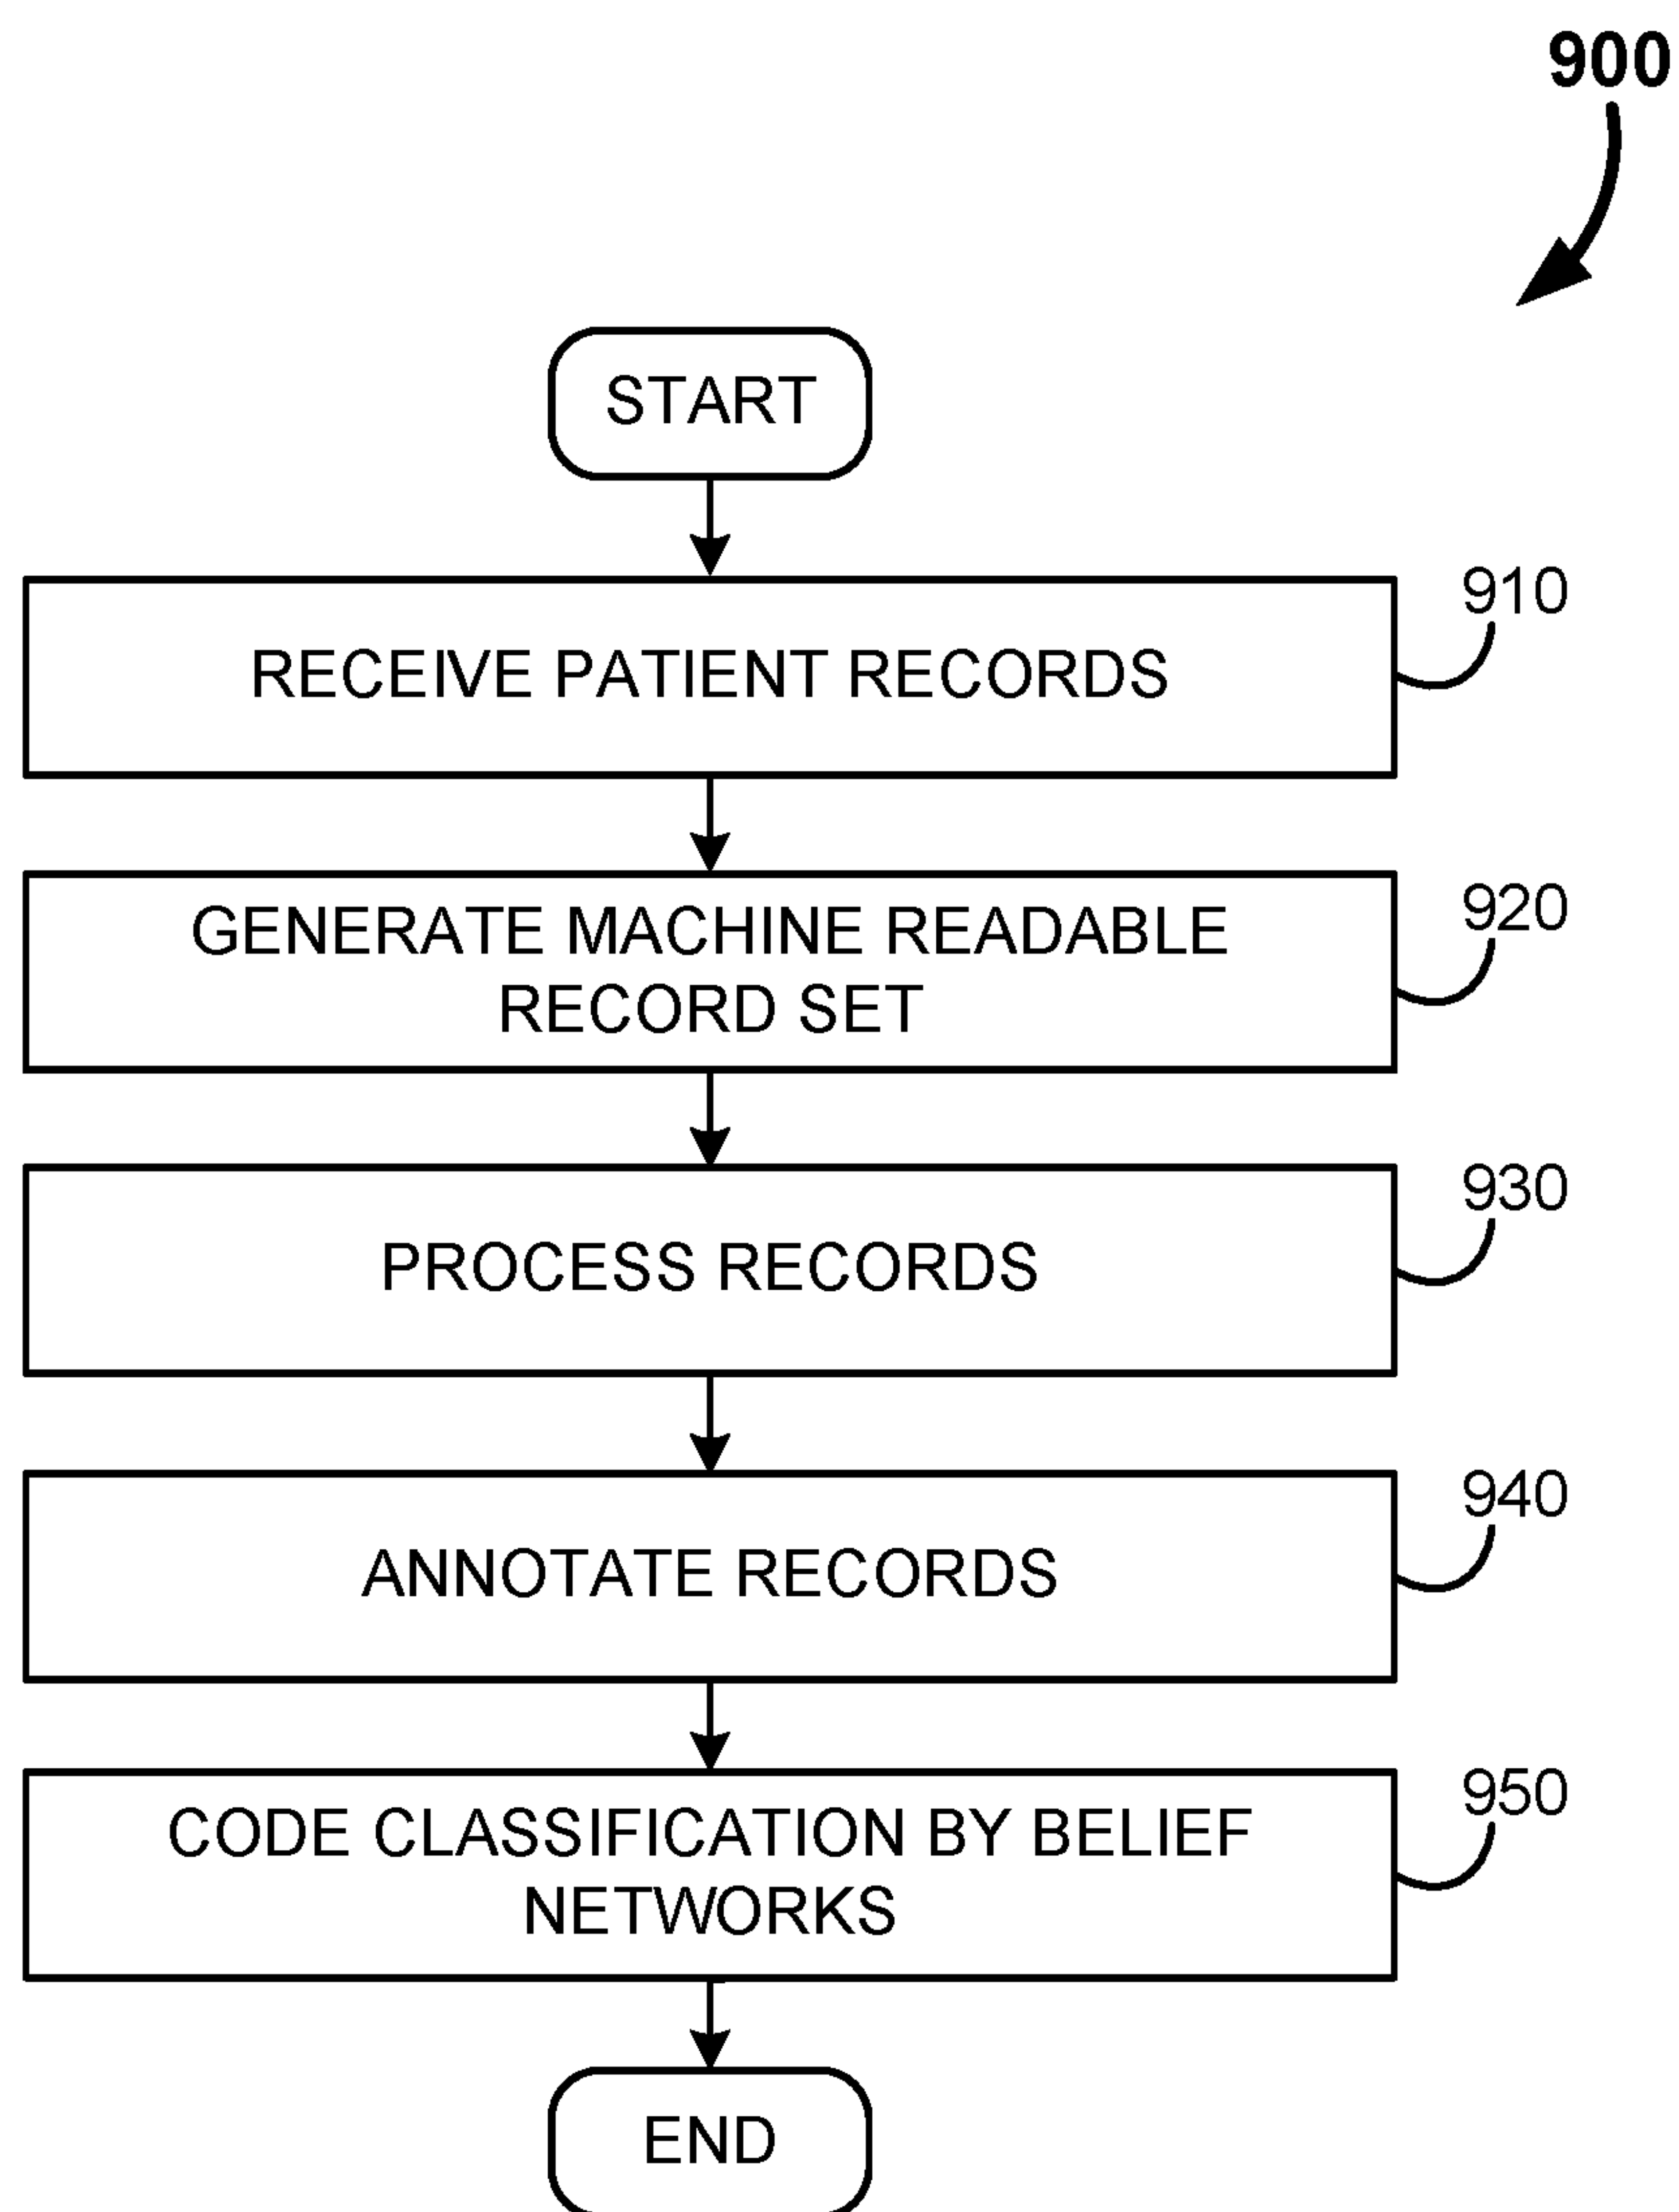 900
START
RECEIVE PATIENT RECORDS
910
GENERATE MACHINE READABLE
RECORD SET
920
PROCESS RECORDS
930
ANNOTATE RECORDS
940
CODE CLASSIFICATION BY BELIEF
NETWORKS
950
END